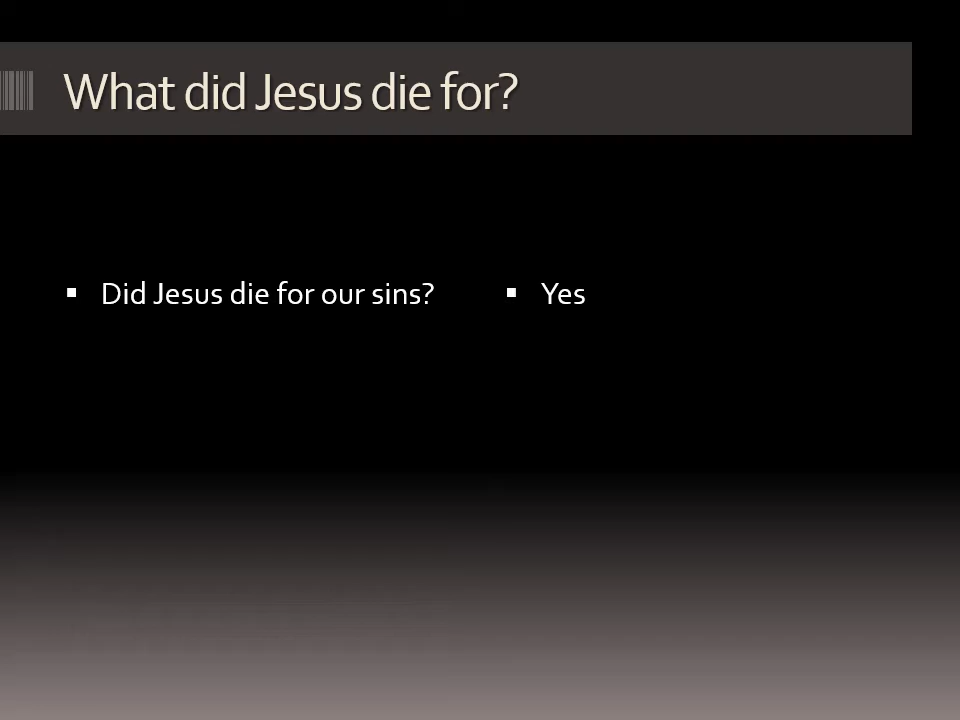 What did Jesus die for?
▪ Did Jesus die for our sins?
▪ Yes